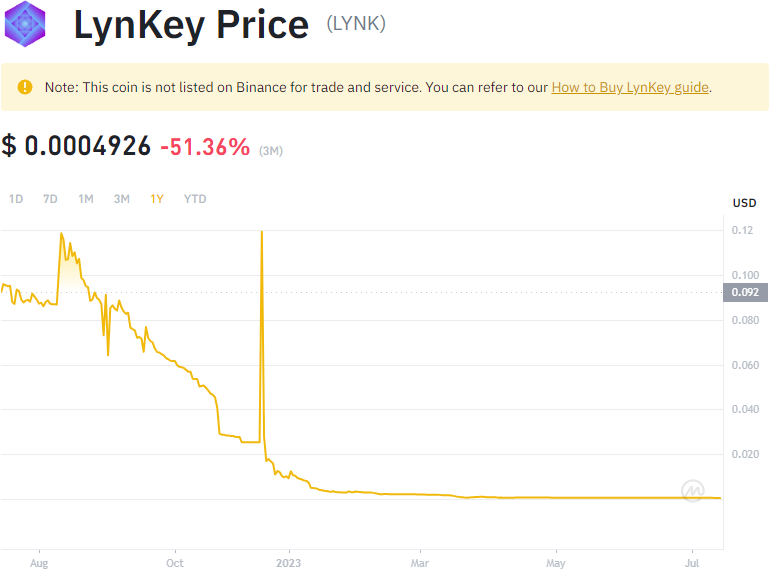 LynKey Price (LYNK)
Note: This coin is not listed on Binance for trade and service. You can refer to our How to Buy LynKey guide.
$ 0.0004926 -51.36% (3M)
1D 7D 1M 3M 1Y YTD
USD
0.12
0.100
0.092
0.080
0.060
0.040
0.020
Aug Oct 2023 Mar May Jul